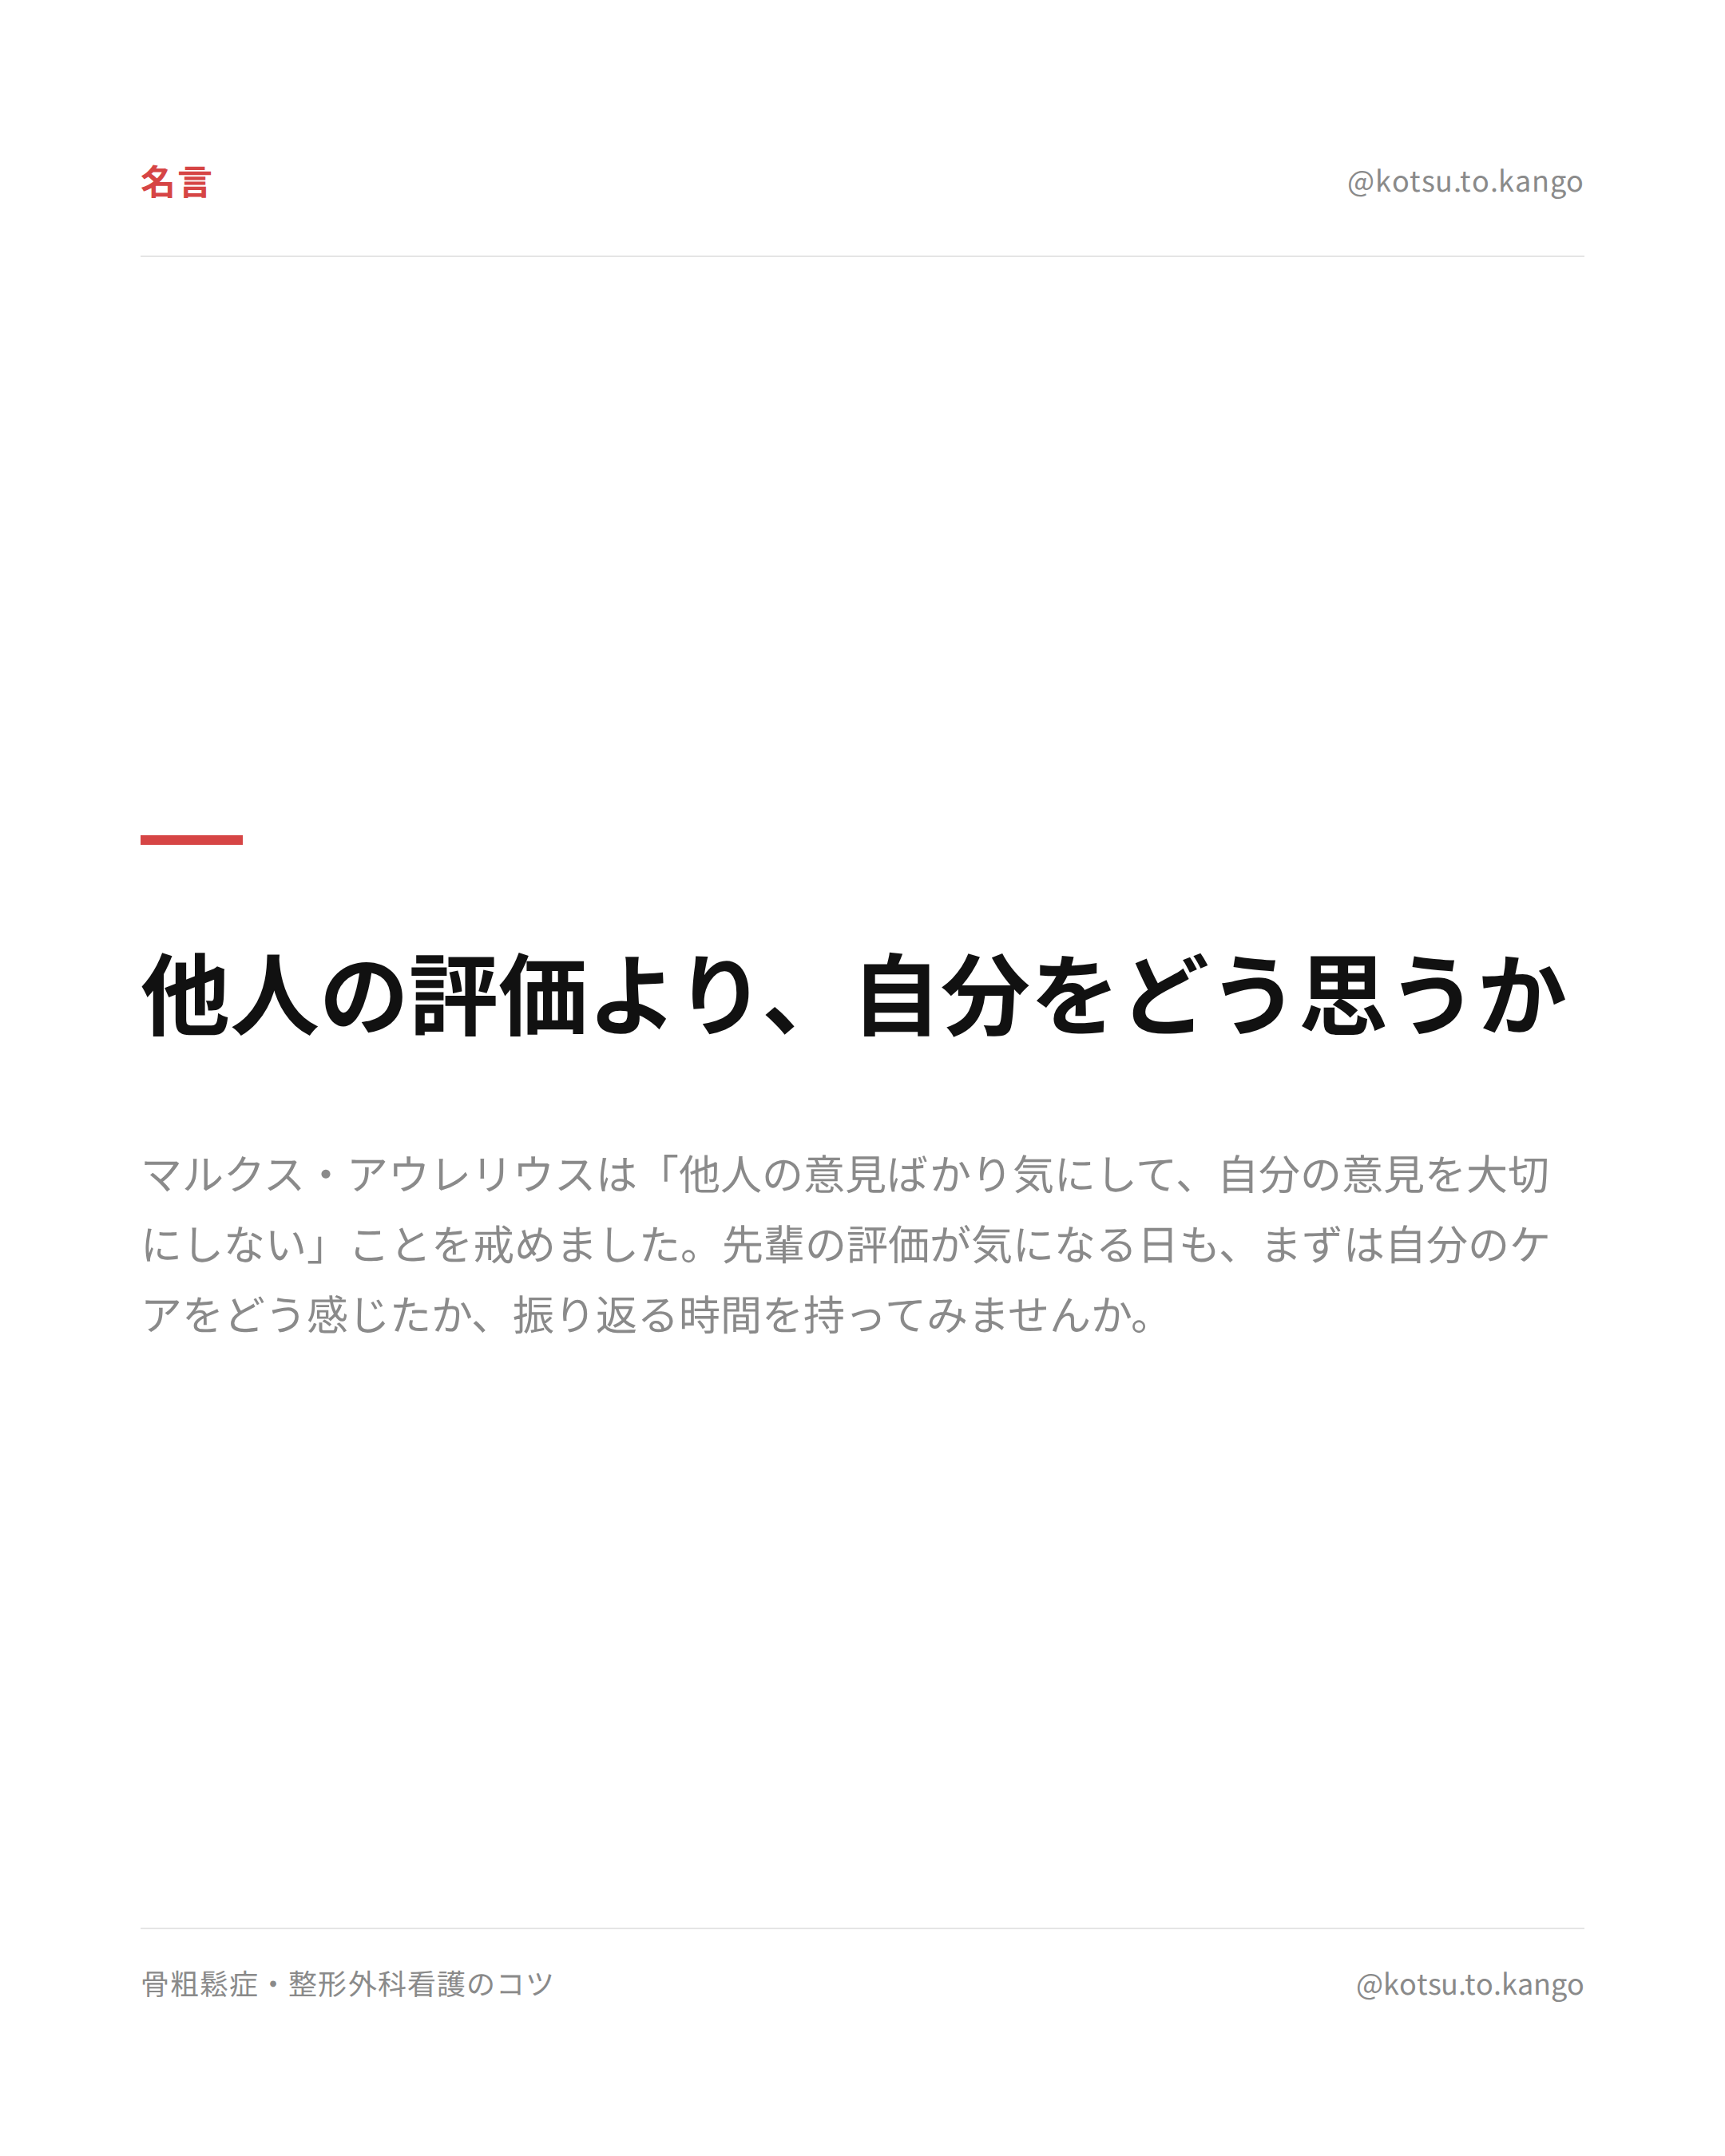 名言
@kotsu.to.kango
他人の評価より、自分をどう思うか
マルクス・アウレリウスは「他人の意見ばかり気にして、自分の意見を大切
にしない」ことを戒めました。先輩の評価が気になる日も、まずは自分のケ
アをどう感じたか、振り返る時間を持ってみませんか。
骨粗鬆症・整形外科看護のコツ
@kotsu.to.kango